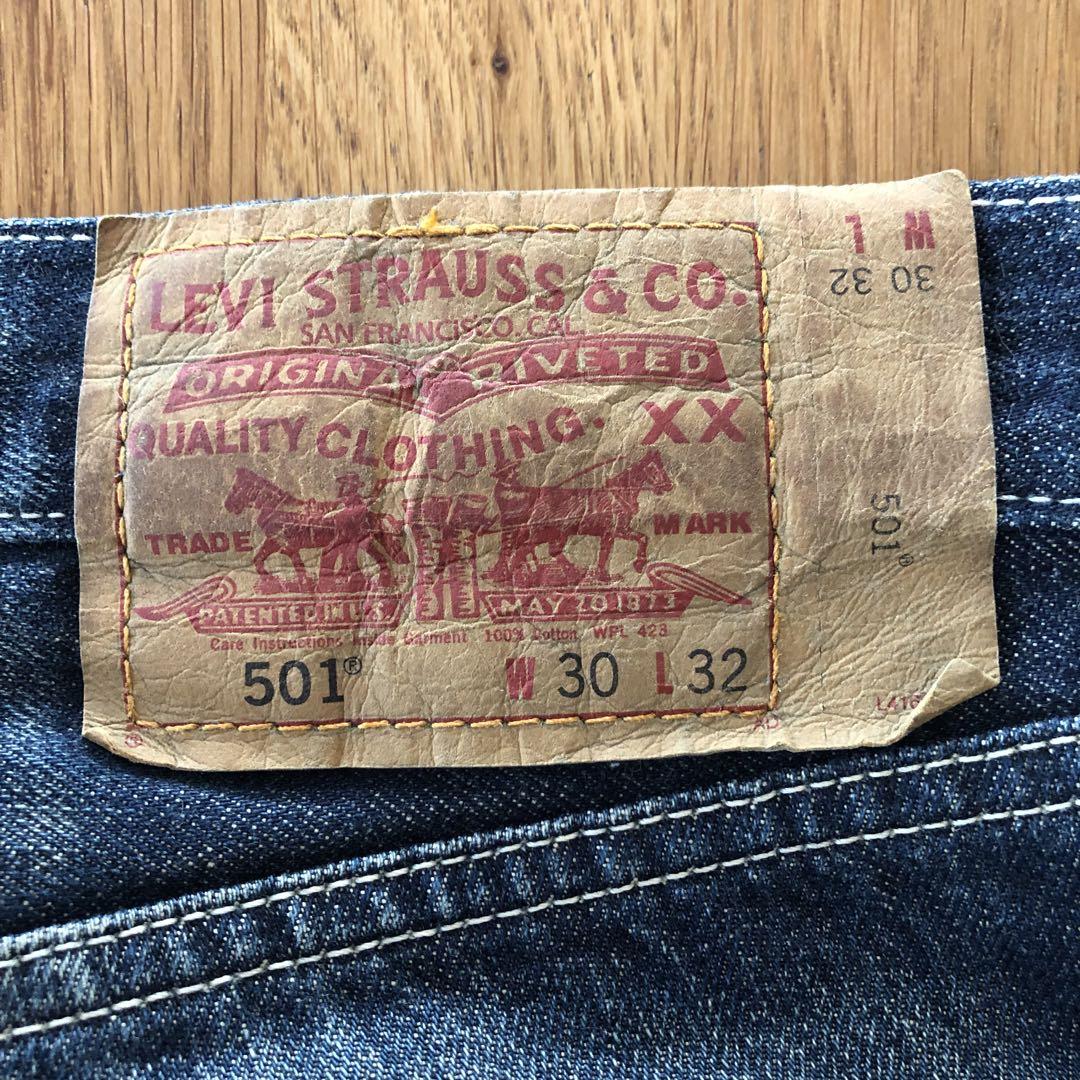 LEVI STRAUSS & CO.
SAN FRANCISCO, CAL.
ORIGINAL RIVETED
QUALITY CLOTHING. XX
TRADE MARK
PATENTED IN U.S. MAY 20 1873
Care Instructions Inside Garment 100% Cotton WPL 423
501® W 30 L 32
W L
30 32
501®
L416